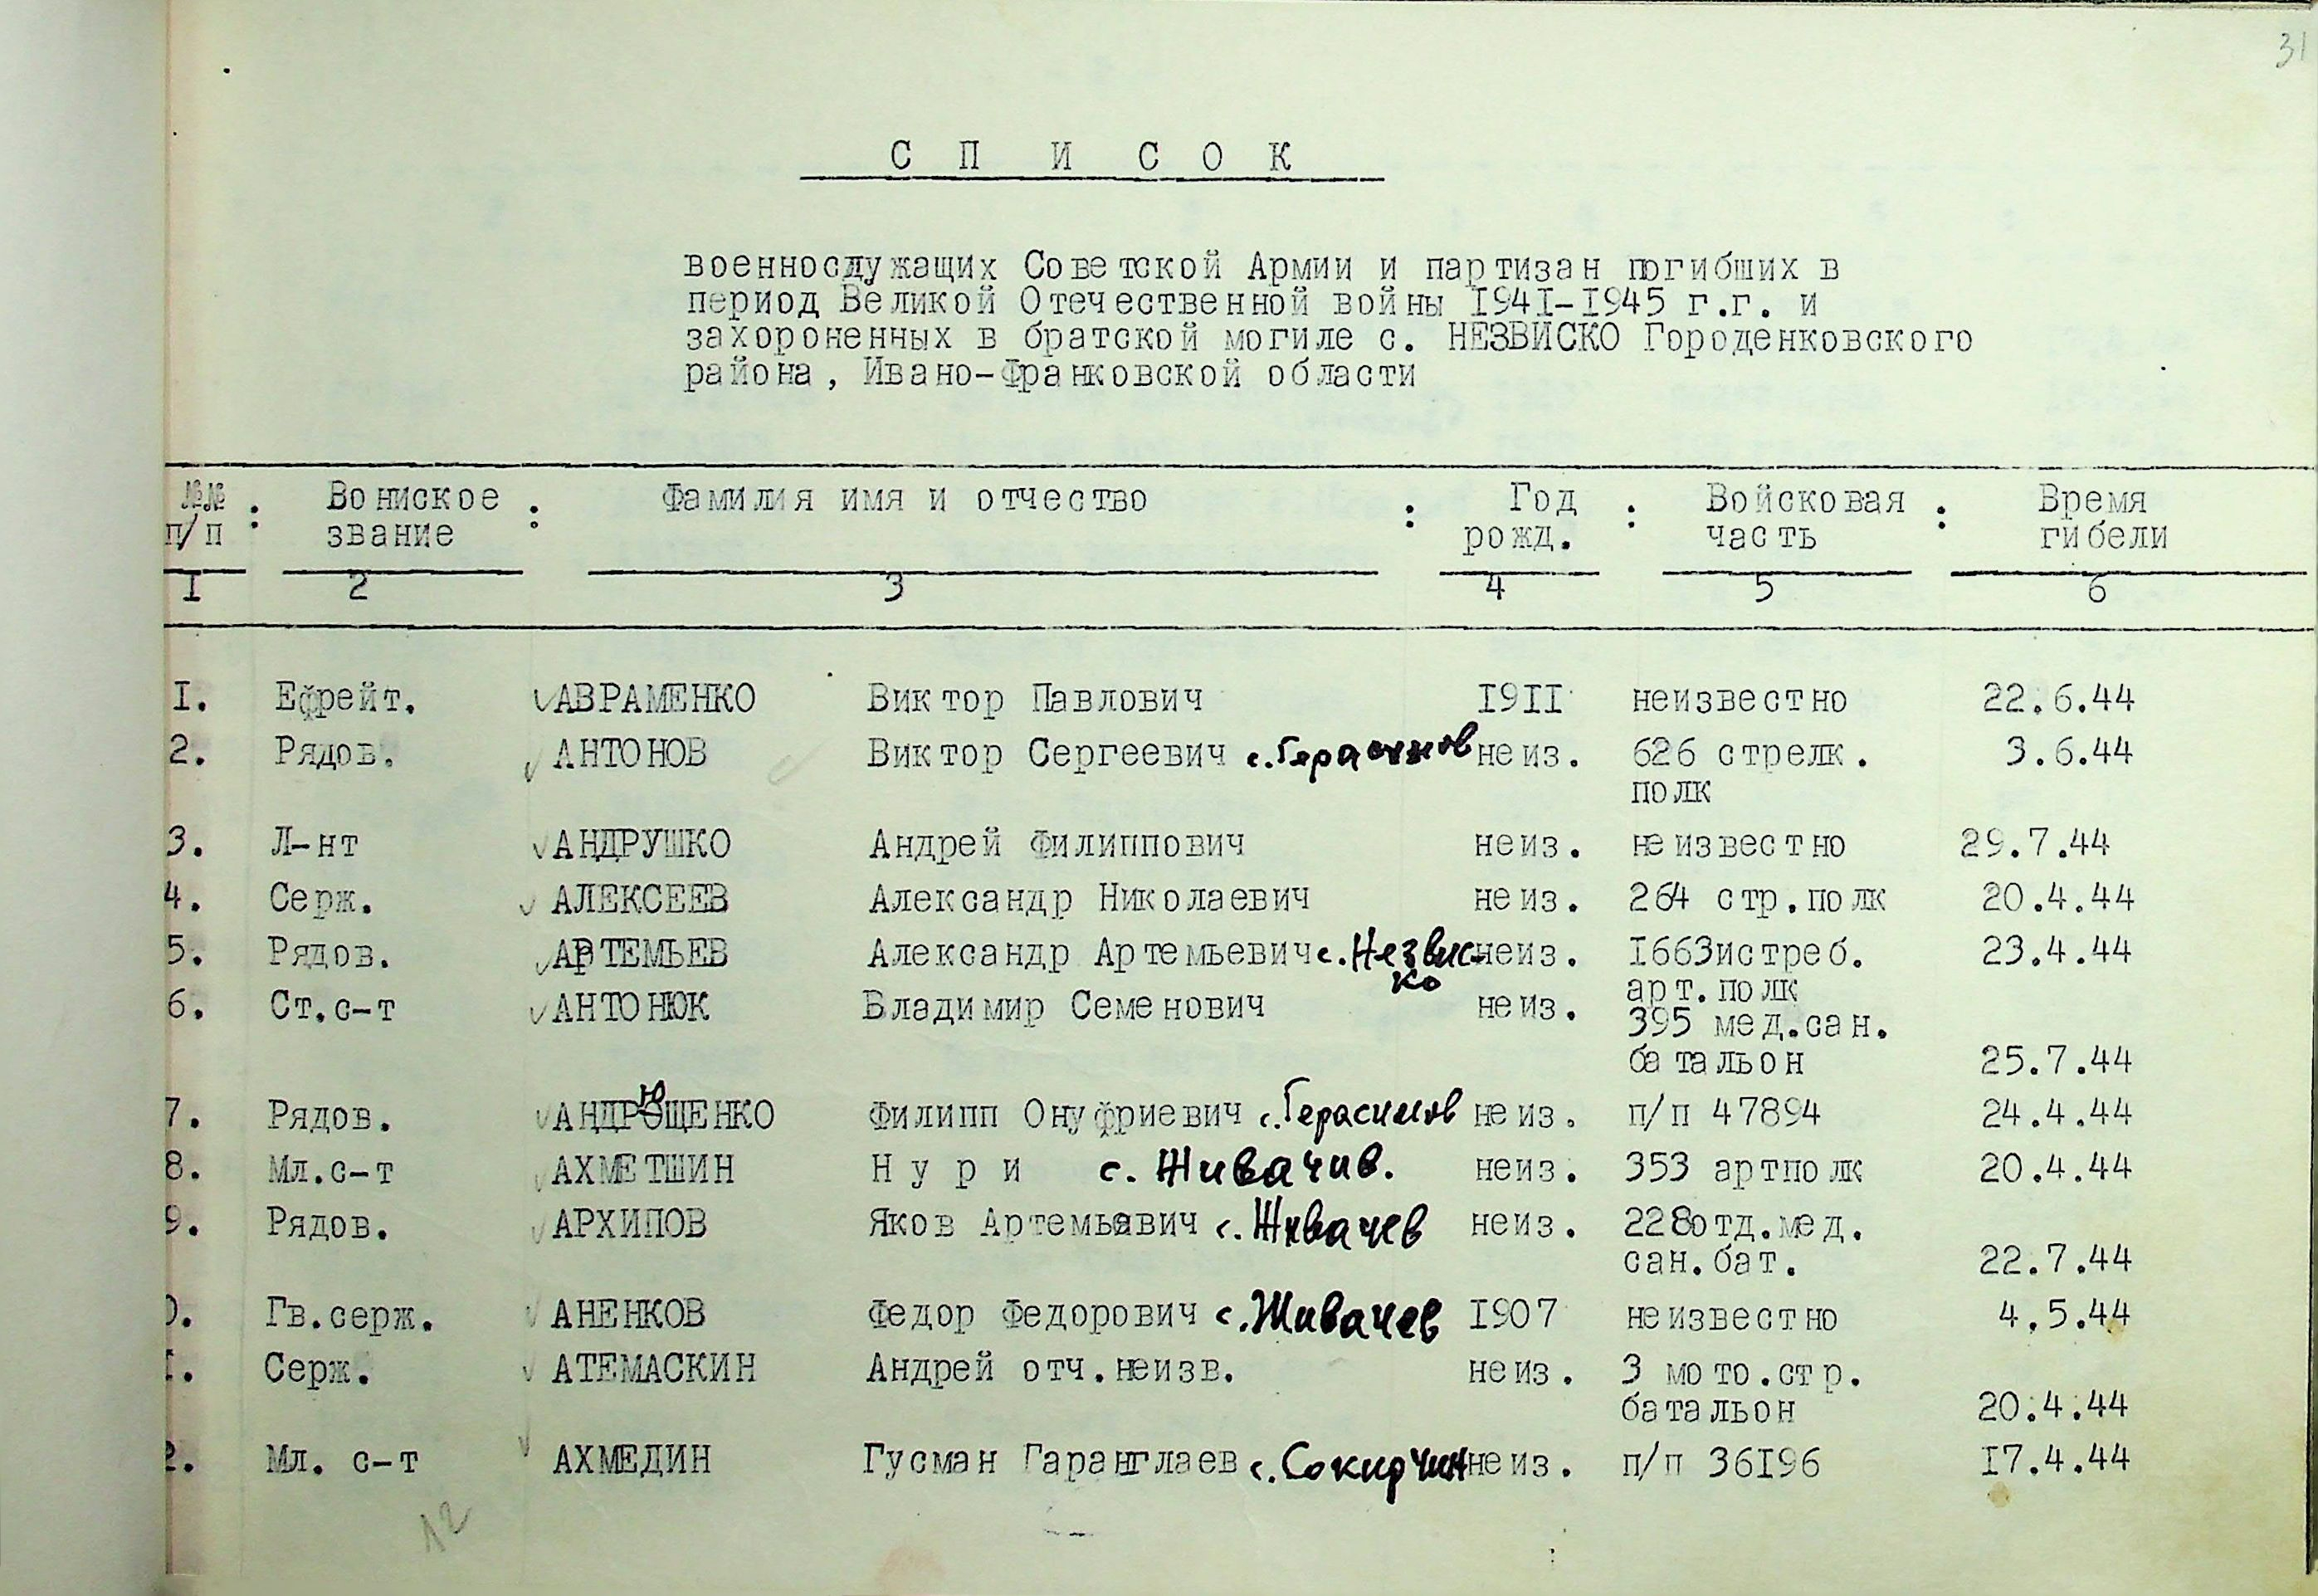 31
С П И С О К
военнослужащих Советской Армии и партизан погибших в
период Великой Отечественной войны 1941-1945 г.г. и
захороненных в братской могиле с. НЕЗВИСКО Городенковского
района, Ивано-Франковской области
№№ п/п : Воинское звание : Фамилия имя и отчество : Год рожд. : Войсковая часть : Время гибели
1 2 3 4 5 6
1. Ефрейт. АВРАМЕНКО Виктор Павлович 1911 неизвестно 22.6.44
2. Рядов. АНТОНОВ Виктор Сергеевич с.Герасимов неиз. 626 стрелк. 3.6.44
полк
3. Л-нт АНДРУШКО Андрей Филиппович неиз. неизвестно 29.7.44
4. Серж. АЛЕКСЕЕВ Александр Николаевич неиз. 264 стр.полк 20.4.44
5. Рядов. АРТЕМЬЕВ Александр Артемьевич с.Незвиско неиз. 1663истреб. 23.4.44
арт.полк
6. Ст.с-т АНТОНЮК Владимир Семенович неиз. 395 мед.сан.
батальон 25.7.44
7. Рядов. АНДРЮЩЕНКО Филипп Онуфриевич с.Герасимов неиз. п/п 47894 24.4.44
8. Мл.с-т АХМЕТШИН Н у р и с. Живачив. неиз. 353 артполк 20.4.44
9. Рядов. АРХИПОВ Яков Артемьевич с.Живачев неиз. 228отд.мед.
сан.бат. 22.7.44
0. Гв.серж. АНЕНКОВ Федор Федорович с.Живачев 1907 неизвестно 4.5.44
1. Серж. АТЕМАСКИН Андрей отч.неизв. неиз. 3 мото.стр.
батальон 20.4.44
2. Мл. с-т АХМЕДИН Гусман Гаранглаев с.Сокирчин неиз. п/п 36196 17.4.44
12